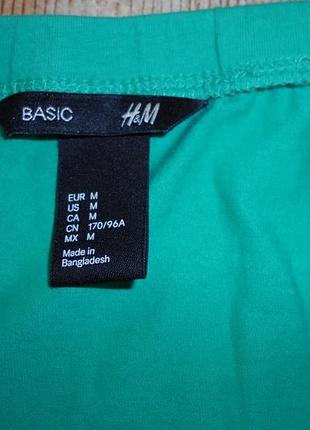 BASIC H&M
EUR M
US M
CA M
CN 170/96A
MX M
Made in
Bangladesh